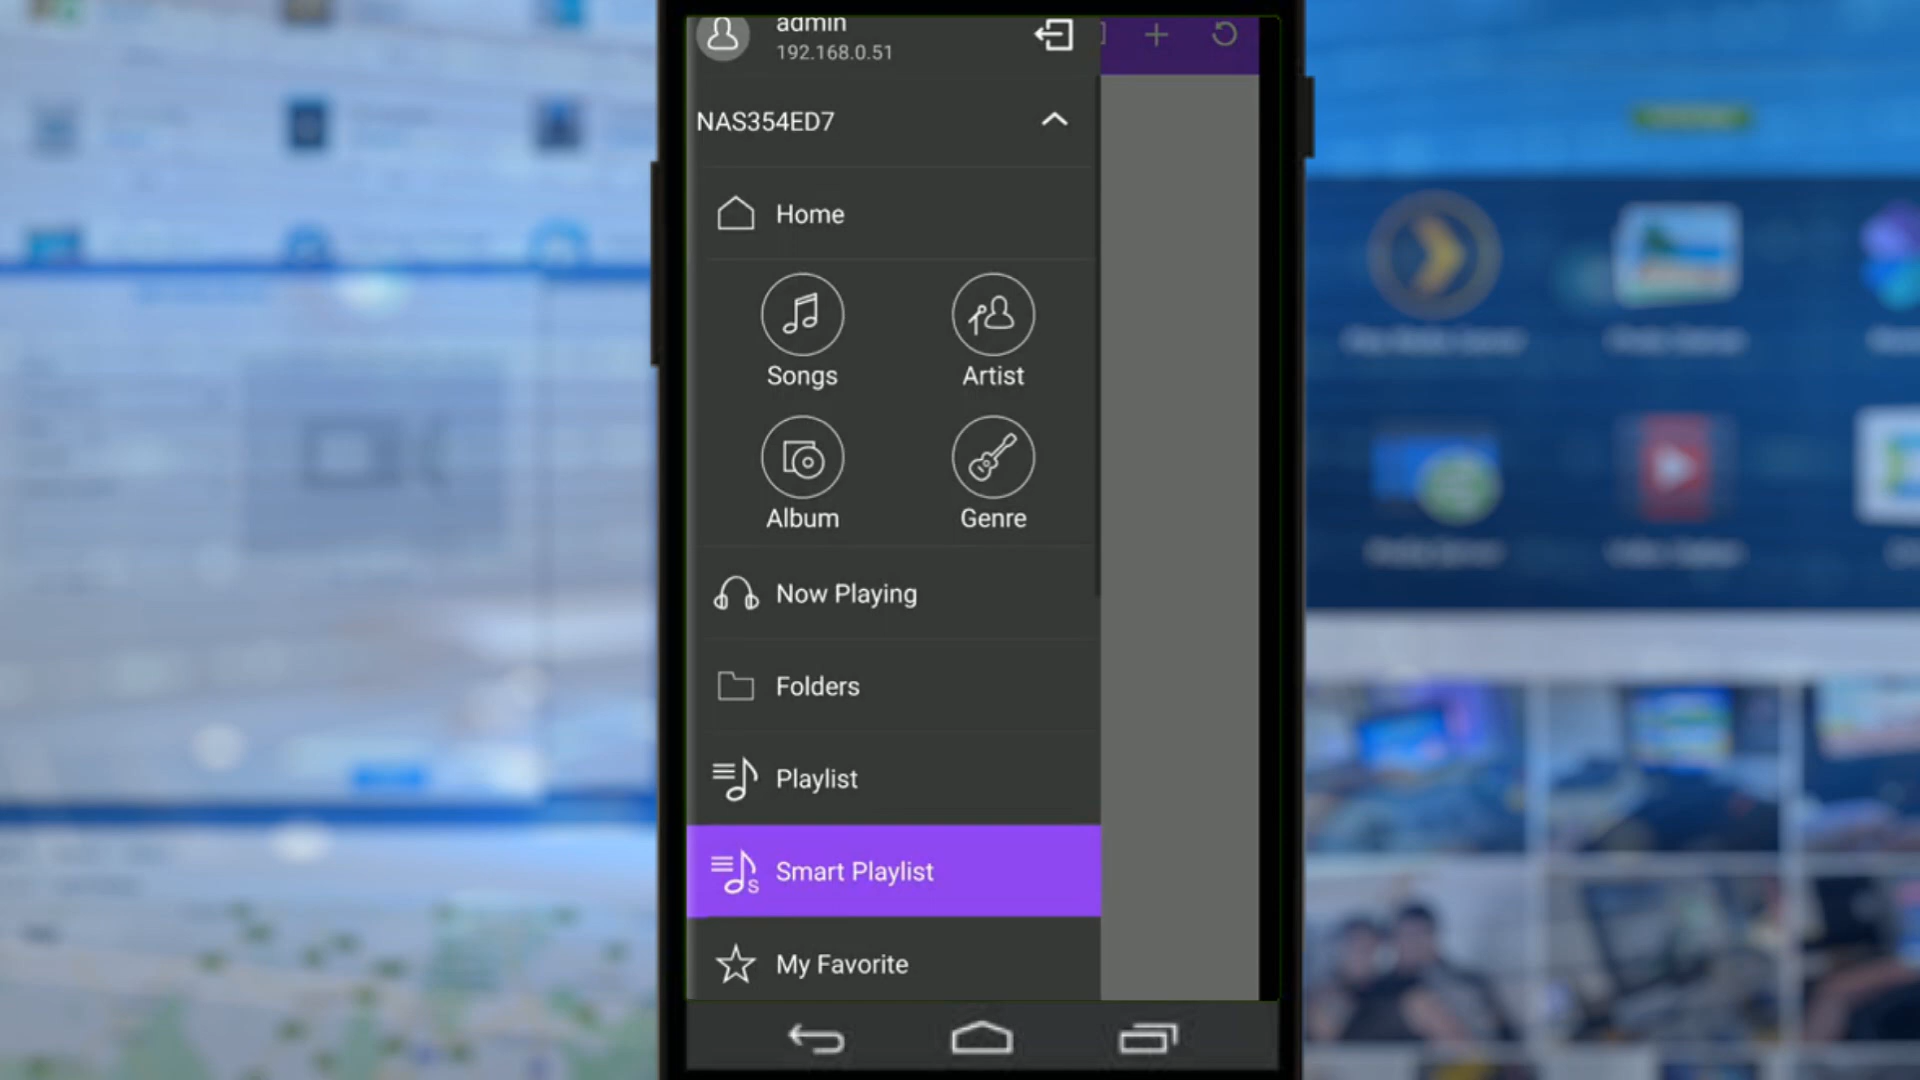 admin
192.168.0.51
NAS354ED7
Home
Songs
Artist
Album
Genre
Now Playing
Folders
Playlist
Smart Playlist
My Favorite